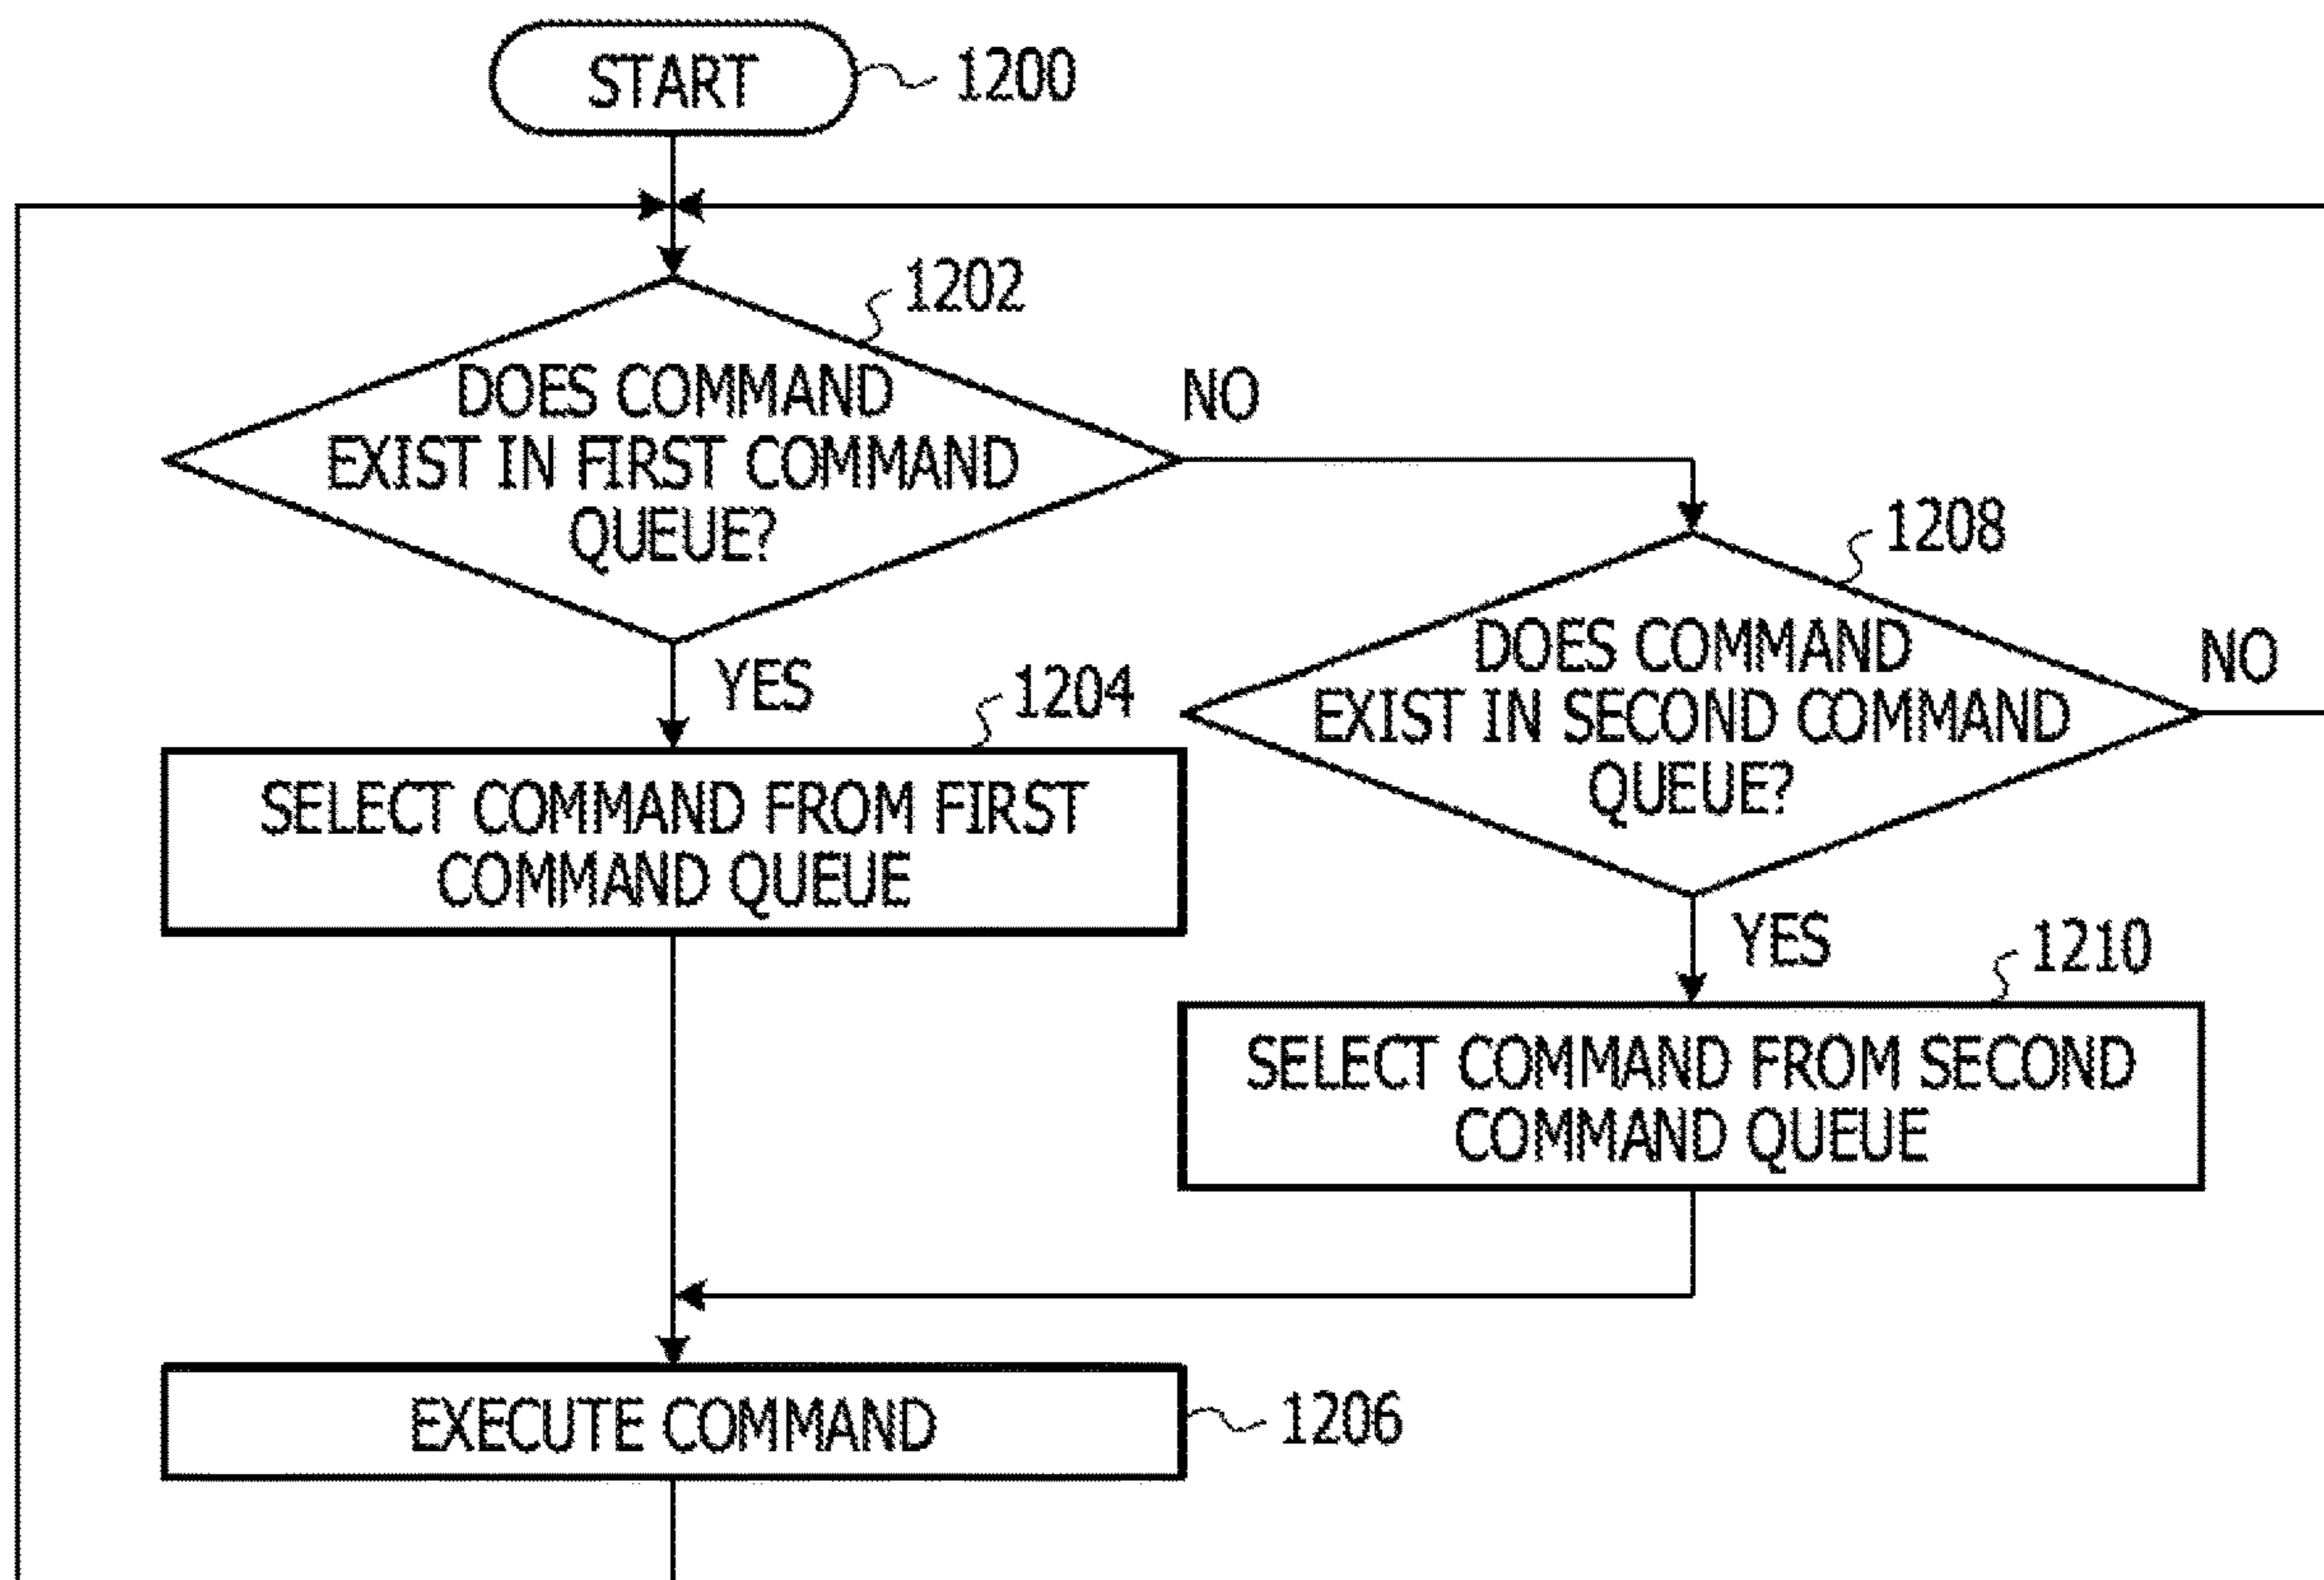 START
1200
1202
DOES COMMAND
EXIST IN FIRST COMMAND
QUEUE?
NO
YES
1204
SELECT COMMAND FROM FIRST
COMMAND QUEUE
1208
DOES COMMAND
EXIST IN SECOND COMMAND
QUEUE?
NO
YES
1210
SELECT COMMAND FROM SECOND
COMMAND QUEUE
EXECUTE COMMAND
1206